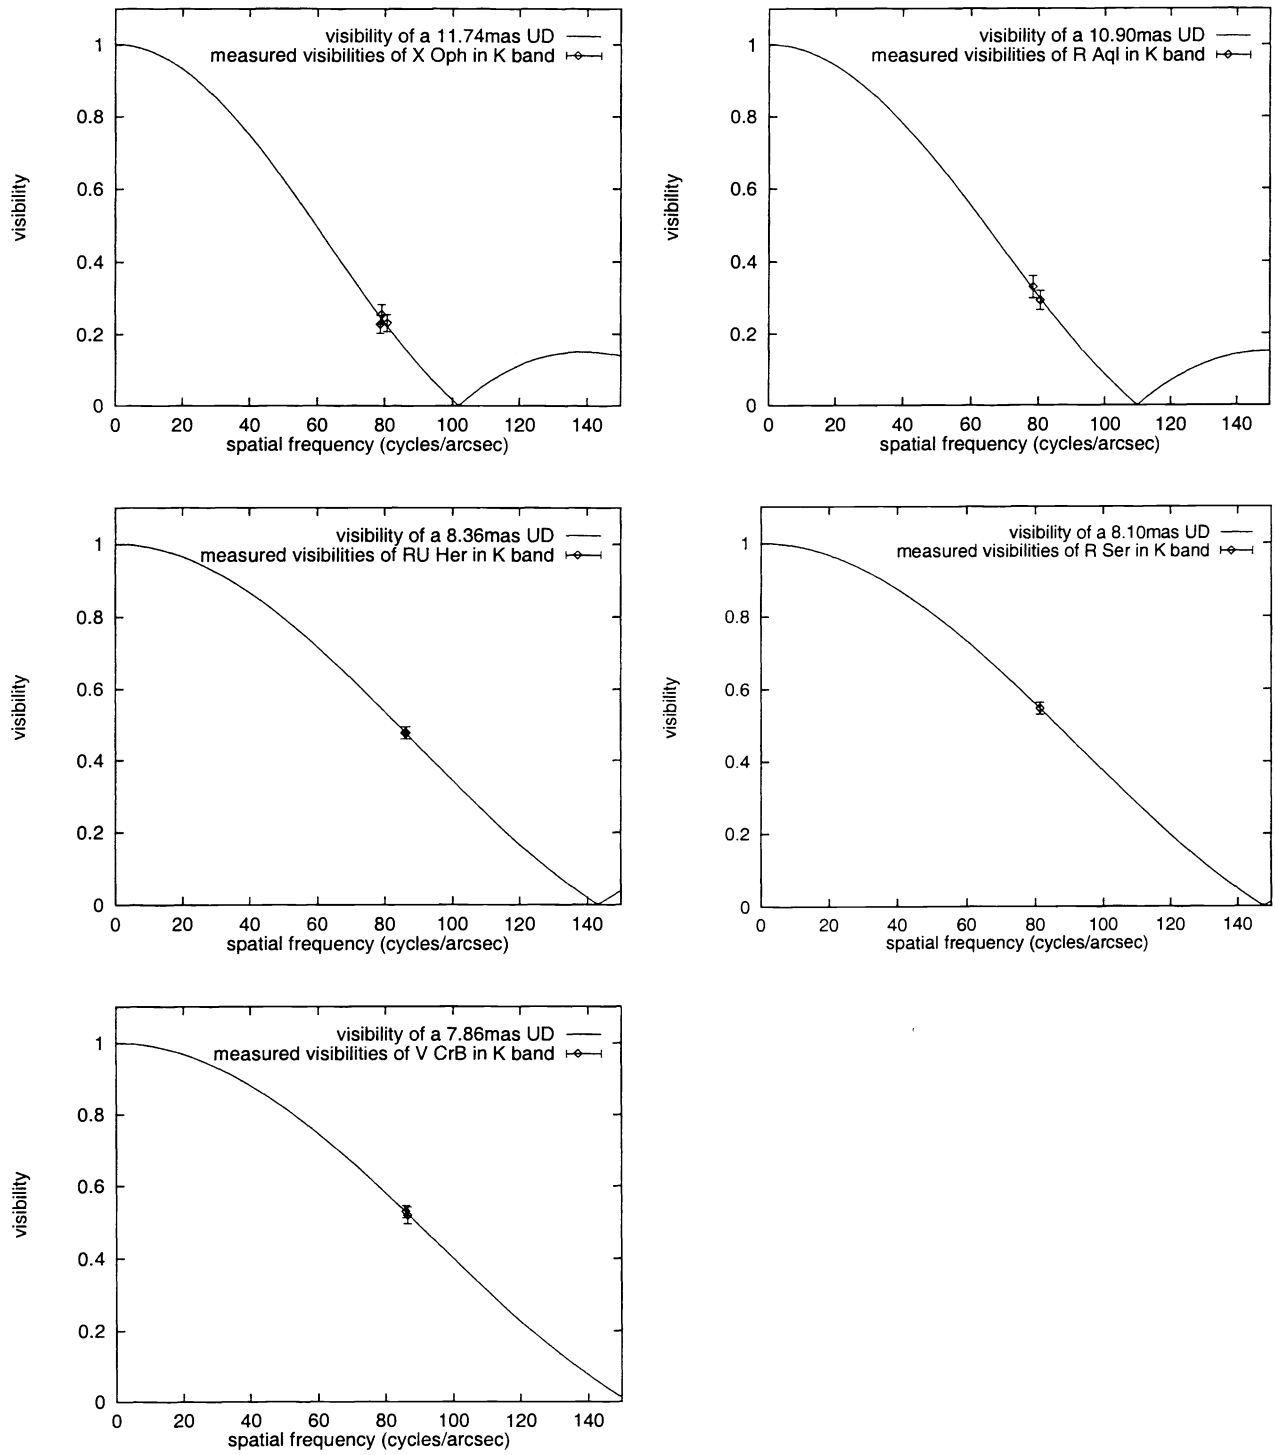 visibility of a 11.74mas UD
measured visibilities of X Oph in K band
1
0.8
0.6
0.4
0.2
0
visibility
0 20 40 60 80 100 120 140
spatial frequency (cycles/arcsec)
visibility of a 10.90mas UD
measured visibilities of R Aql in K band
1
0.8
0.6
0.4
0.2
0
visibility
0 20 40 60 80 100 120 140
spatial frequency (cycles/arcsec)
visibility of a 8.36mas UD
measured visibilities of RU Her in K band
1
0.8
0.6
0.4
0.2
0
visibility
0 20 40 60 80 100 120 140
spatial frequency (cycles/arcsec)
visibility of a 8.10mas UD
measured visibilities of R Ser in K band
1
0.8
0.6
0.4
0.2
0
visibility
0 20 40 60 80 100 120 140
spatial frequency (cycles/arcsec)
visibility of a 7.86mas UD
measured visibilities of V CrB in K band
1
0.8
0.6
0.4
0.2
0
visibility
0 20 40 60 80 100 120 140
spatial frequency (cycles/arcsec)